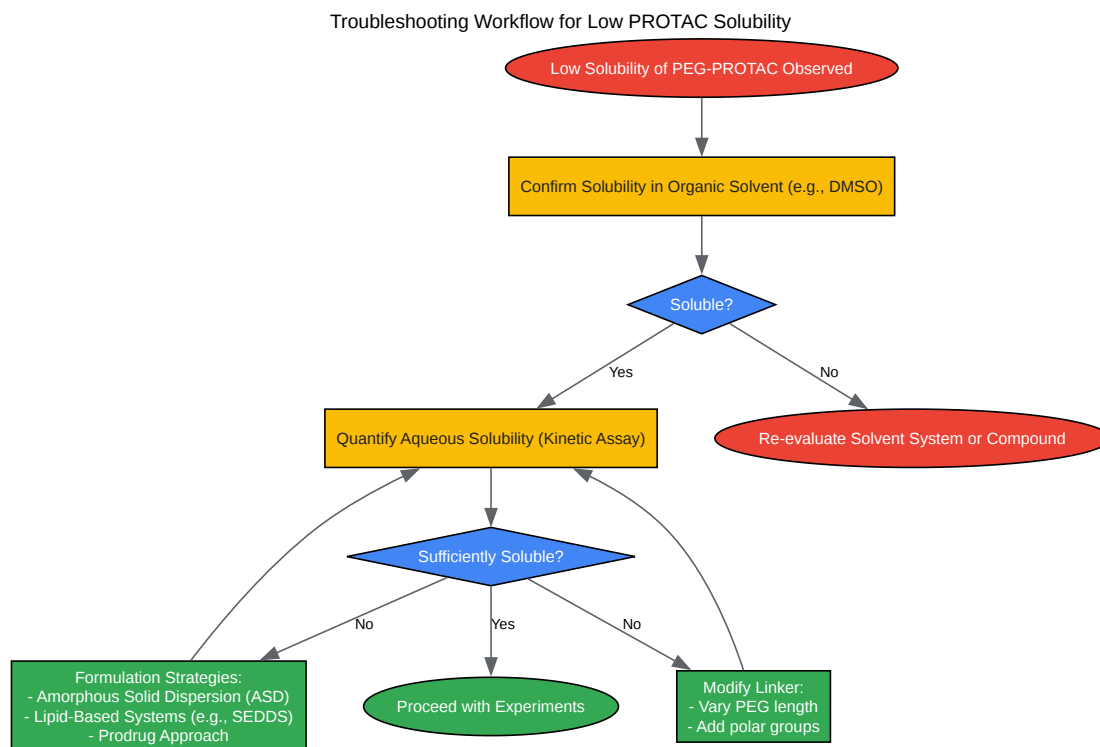 Troubleshooting Workflow for Low PROTAC Solubility
Low Solubility of PEG-PROTAC Observed
Confirm Solubility in Organic Solvent (e.g., DMSO)
Soluble?
Yes
No
Quantify Aqueous Solubility (Kinetic Assay)
Re-evaluate Solvent System or Compound
Sufficiently Soluble?
No
Yes
No
Formulation Strategies:
- Amorphous Solid Dispersion (ASD)
- Lipid-Based Systems (e.g., SEDDS)
- Prodrug Approach
Proceed with Experiments
Modify Linker:
- Vary PEG length
- Add polar groups